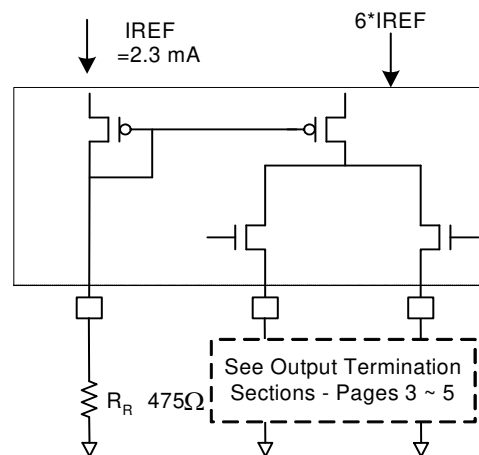 IREF
=2.3 mA
6*IREF
See Output Termination
Sections - Pages 3 ~ 5
RR 475Ω